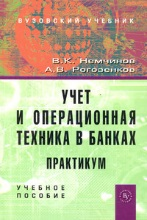 ВУЗОВСКИЙ УЧЕБНИК
В.К. Немчинов
А.В. Рогозенков
УЧЕТ
И ОПЕРАЦИОННАЯ
ТЕХНИКА В БАНКАХ
ПРАКТИКУМ
УЧЕБНОЕ
ПОСОБИЕ